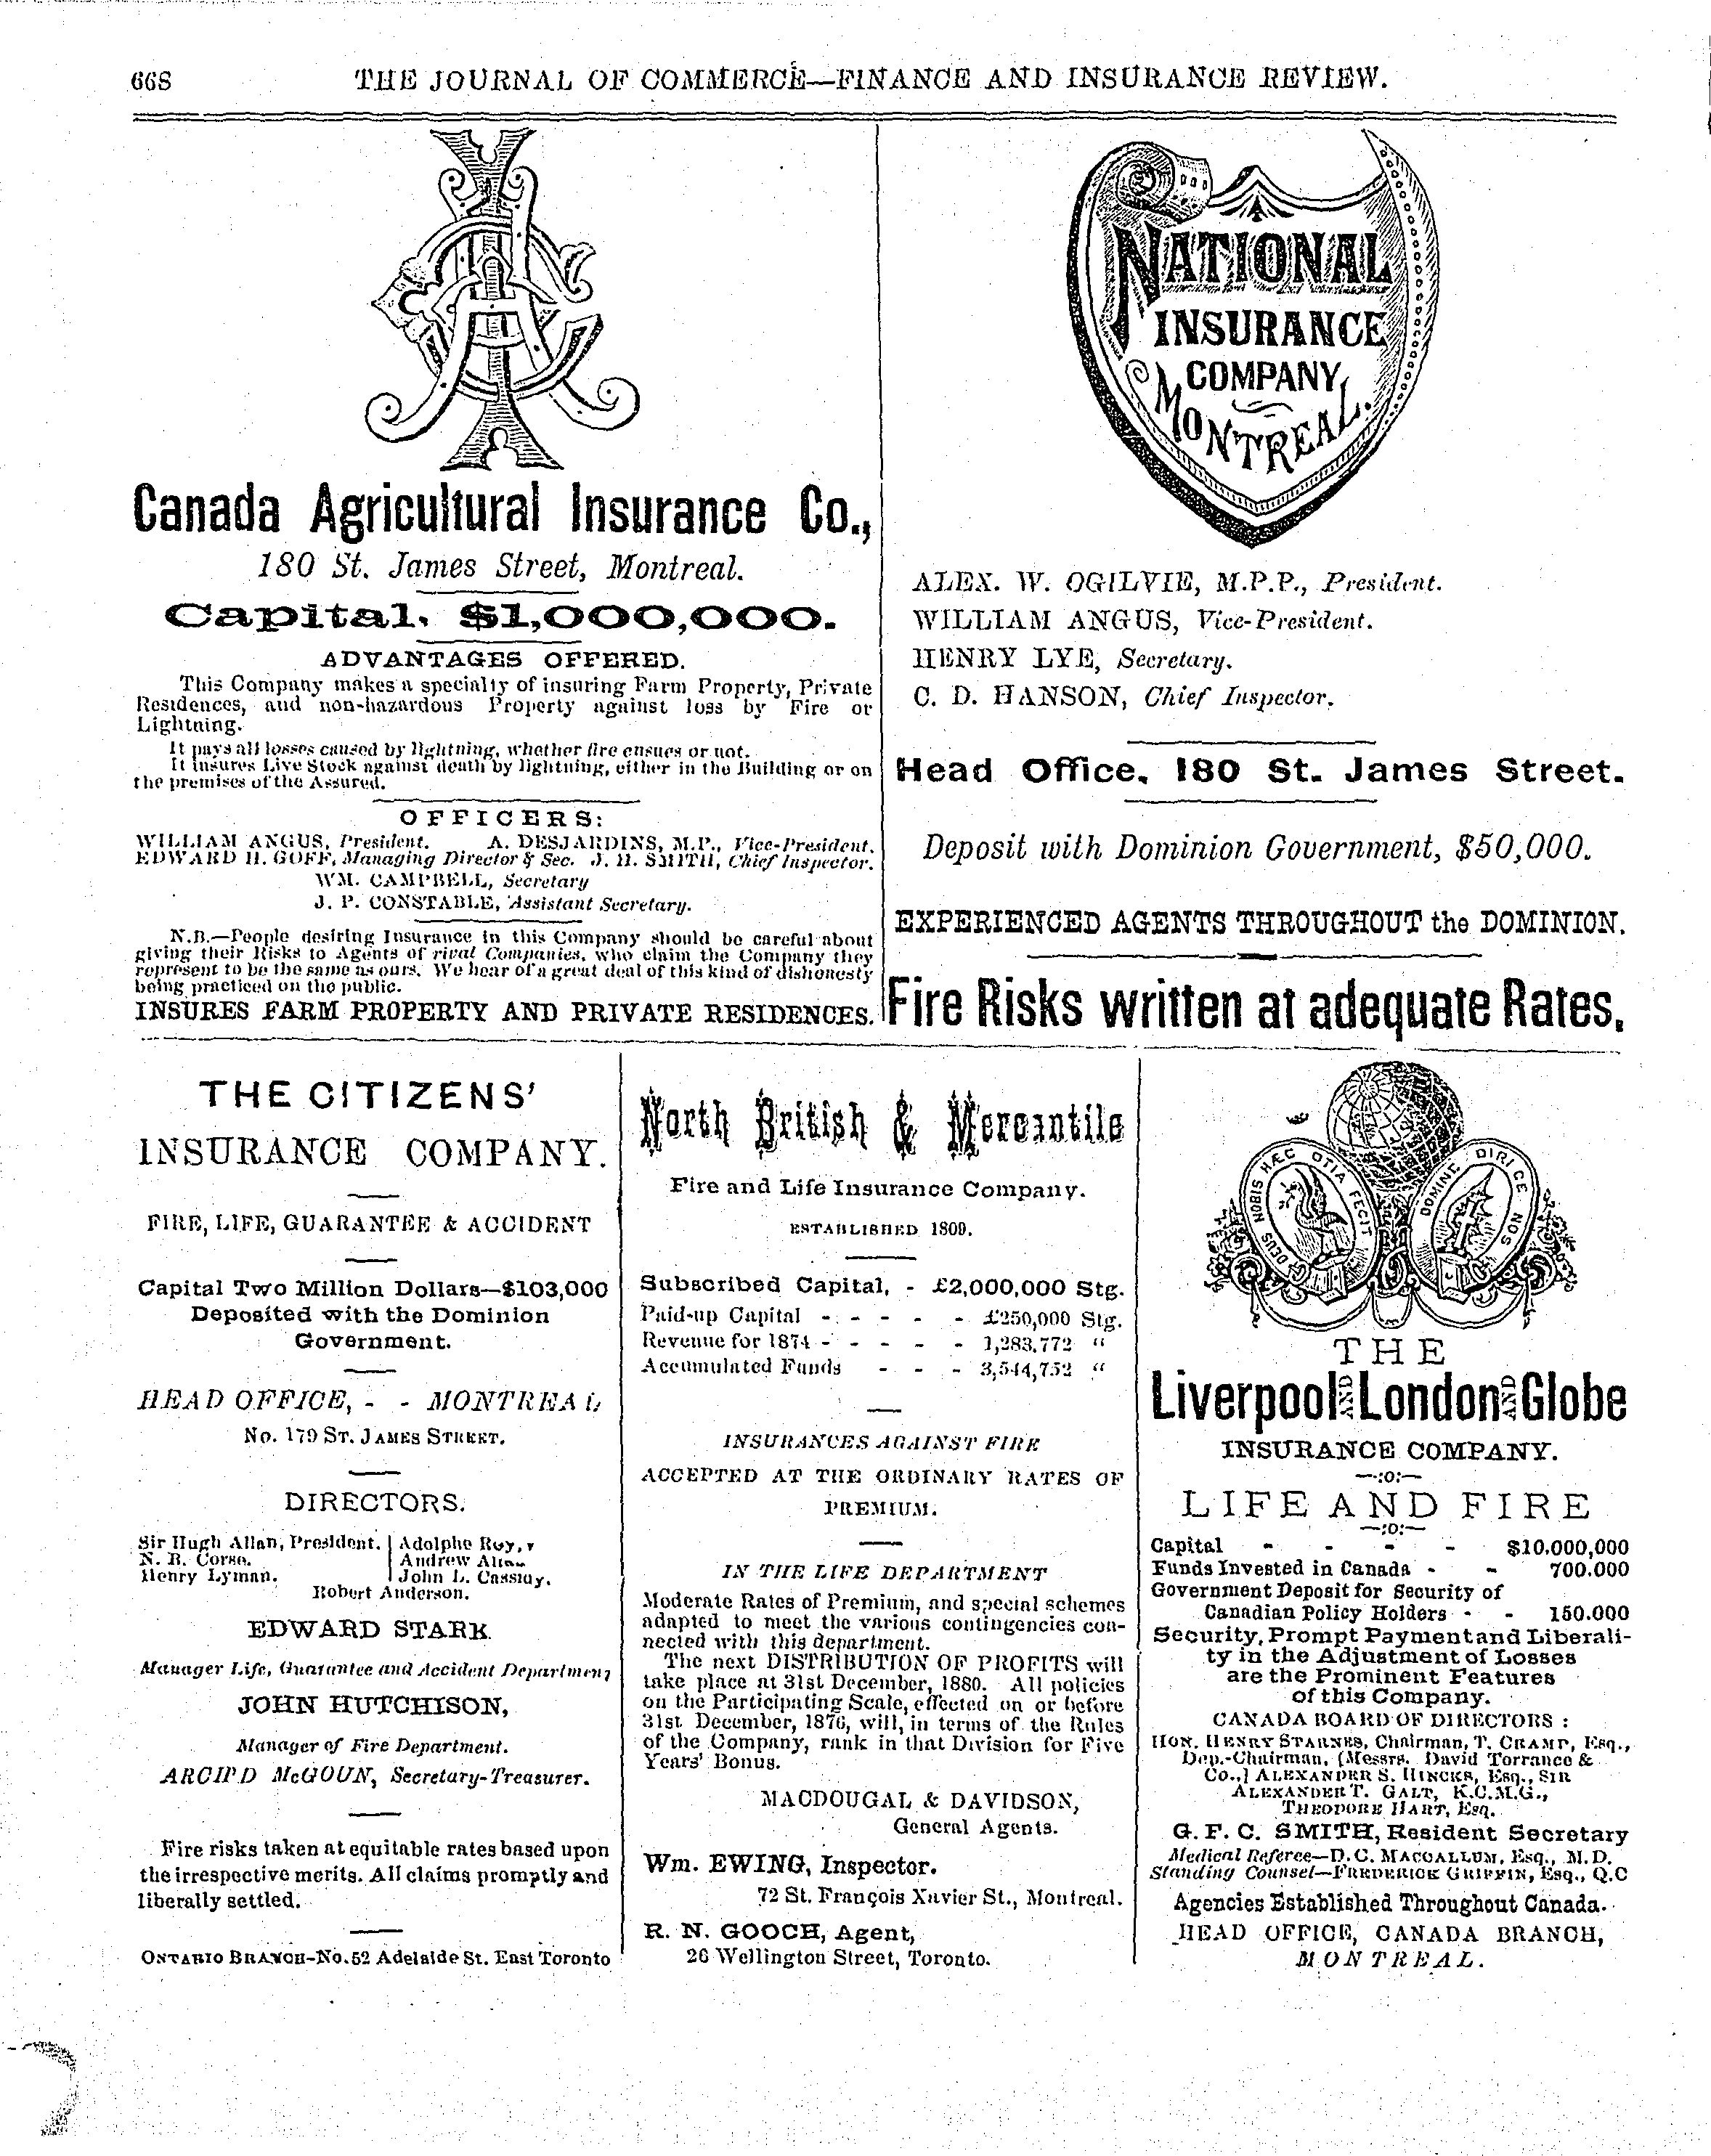 668 THE JOURNAL OF COMMERCE—FINANCE AND INSURANCE REVIEW.
Canada Agricultural Insurance Co.,
180 St. James Street, Montreal.
Capital, $1,000,000.
ADVANTAGES OFFERED.
This Company makes a specialty of insuring Farm Property, Private
Residences, and non-hazardous Property against loss by Fire or
Lightning.
It pays all losses caused by lightning, whether fire ensues or not.
It insures Live Stock against death by lightning, either in the Building or on
the premises of the Assured.
OFFICERS:
WILLIAM ANGUS, President. A. DESJARDINS, M.P., Vice-President.
EDWARD H. GOFF, Managing Director & Sec. J. H. SMITH, Chief Inspector.
WM. CAMPBELL, Secretary
J. P. CONSTABLE, Assistant Secretary.
N.B.—People desiring Insurance in this Company should be careful about
giving their Risks to Agents of rival Companies, who claim the Company they
represent to be the same as ours. We hear of a great deal of this kind of dishonesty
being practiced on the public.
INSURES FARM PROPERTY AND PRIVATE RESIDENCES.
NATIONAL
INSURANCE
COMPANY
MONTREAL.
ALEX. W. OGILVIE, M.P.P., President.
WILLIAM ANGUS, Vice-President.
HENRY LYE, Secretary.
C. D. HANSON, Chief Inspector.
Head Office, 180 St. James Street.
Deposit with Dominion Government, $50,000.
EXPERIENCED AGENTS THROUGHOUT the DOMINION.
Fire Risks written at adequate Rates.
THE CITIZENS'
INSURANCE COMPANY.
FIRE, LIFE, GUARANTEE & ACCIDENT
Capital Two Million Dollars—$103,000
Deposited with the Dominion
Government.
HEAD OFFICE, - - MONTREAL
No. 179 ST. JAMES STREET.
DIRECTORS.
Sir Hugh Allan, President. | Adolphe Roy,
N. B. Corse. | Andrew Allan
Henry Lyman. | John L. Cassidy.
Robert Anderson.
EDWARD STARK
Manager Life, Guarantee and Accident Department
JOHN HUTCHISON,
Manager of Fire Department.
ARCH'D McGOUN, Secretary-Treasurer.
Fire risks taken at equitable rates based upon
the irrespective merits. All claims promptly and
liberally settled.
ONTARIO BRANCH-No. 52 Adelaide St. East Toronto
North British & Mercantile
Fire and Life Insurance Company.
ESTABLISHED 1809.
Subscribed Capital, - £2,000,000 Stg.
Paid-up Capital - - - - - £250,000 Stg.
Revenue for 1874 - - - - - 1,283,772 "
Accumulated Funds - - - 3,544,752 "
INSURANCES AGAINST FIRE
ACCEPTED AT THE ORDINARY RATES OF
PREMIUM.
IN THE LIFE DEPARTMENT
Moderate Rates of Premium, and special schemes
adapted to meet the various contingencies con-
nected with this department.
The next DISTRIBUTION OF PROFITS will
take place at 31st December, 1880. All policies
on the Participating Scale, effected on or before
31st December, 1876, will, in terms of the Rules
of the Company, rank in that Division for Five
Years' Bonus.
MACDOUGAL & DAVIDSON,
General Agents.
Wm. EWING, Inspector.
72 St. François Xavier St., Montreal.
R. N. GOOCH, Agent,
26 Wellington Street, Toronto.
DEUS NOBIS HÆC OTIA FECIT
DOMINE DIRIGE NOS
THE
Liverpool AND London AND Globe
INSURANCE COMPANY.
—:o:—
LIFE AND FIRE
—:o:—
Capital - - - - $10.000,000
Funds Invested in Canada - - 700.000
Government Deposit for Security of
Canadian Policy Holders - - 150.000
Security, Prompt Payment and Liberali-
ty in the Adjustment of Losses
are the Prominent Features
of this Company.
CANADA BOARD OF DIRECTORS :
HON. HENRY STARNES, Chairman, T. CRAMP, Esq.,
Dep.-Chairman, (Messrs. David Torrance &
Co.,] ALEXANDER S. HINCKS, Esq., SIR
ALEXANDER T. GALT, K.C.M.G.,
THEODORE HART, Esq.
G. F. C. SMITH, Resident Secretary
Medical Referee—D. C. MACCALLUM, Esq., M.D.
Standing Counsel—FREDERICK GRIFFIN, Esq., Q.C
Agencies Established Throughout Canada.
HEAD OFFICE, CANADA BRANCH,
MONTREAL.